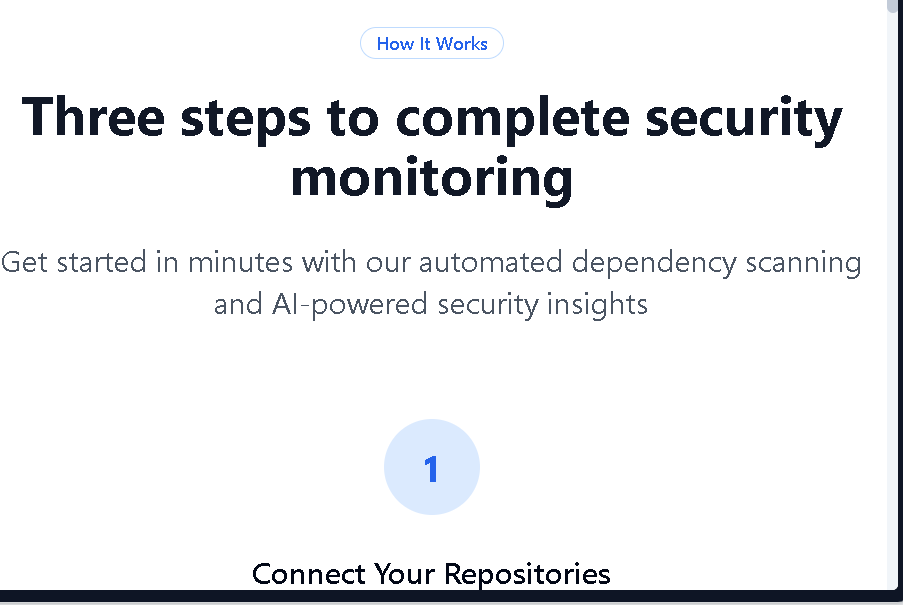 How It Works
Three steps to complete security
monitoring
Get started in minutes with our automated dependency scanning
and AI-powered security insights
1
Connect Your Repositories